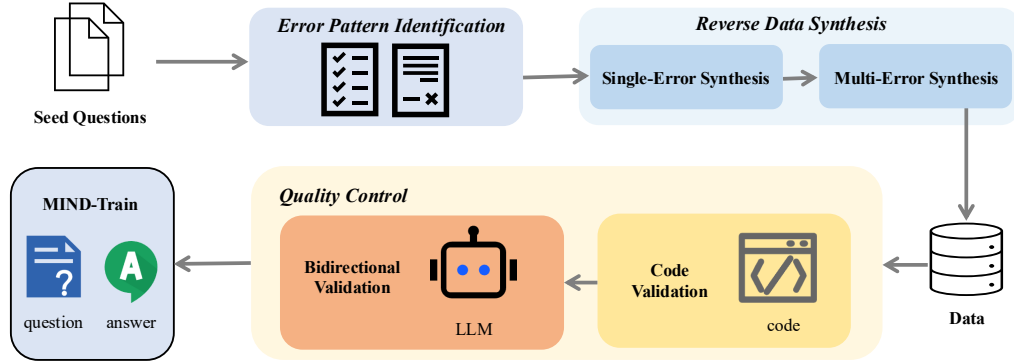 Seed Questions
Error Pattern Identification
Reverse Data Synthesis
Single-Error Synthesis
Multi-Error Synthesis
MIND-Train
question
answer
A
?
Quality Control
Bidirectional
Validation
LLM
Code
Validation
code
Data